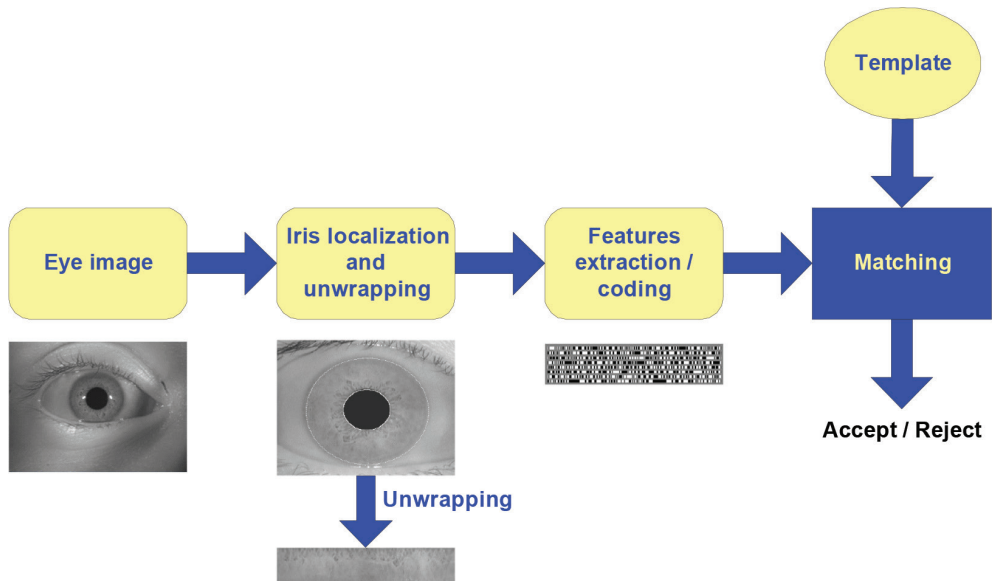 Template
Eye image
Iris localization
and
unwrapping
Features
extraction /
coding
Matching
Accept / Reject
Unwrapping